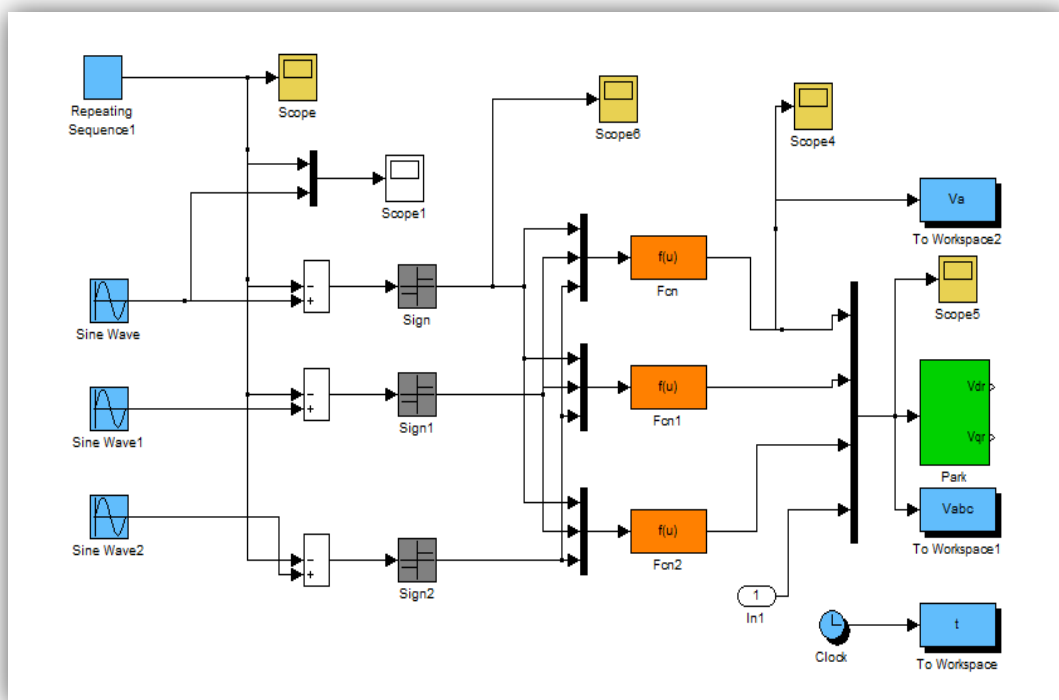 Repeating
Sequence1
Scope
Scope6
Scope4
Scope1
Va
To Workspace2
Sine Wave
−
+
Sign
f(u)
Fcn
Scope5
Sine Wave1
−
+
Sign1
f(u)
Fcn1
Vdr
Vqr
Park
Sine Wave2
−
+
Sign2
f(u)
Fcn2
Vabc
To Workspace1
1
In1
Clock
t
To Workspace